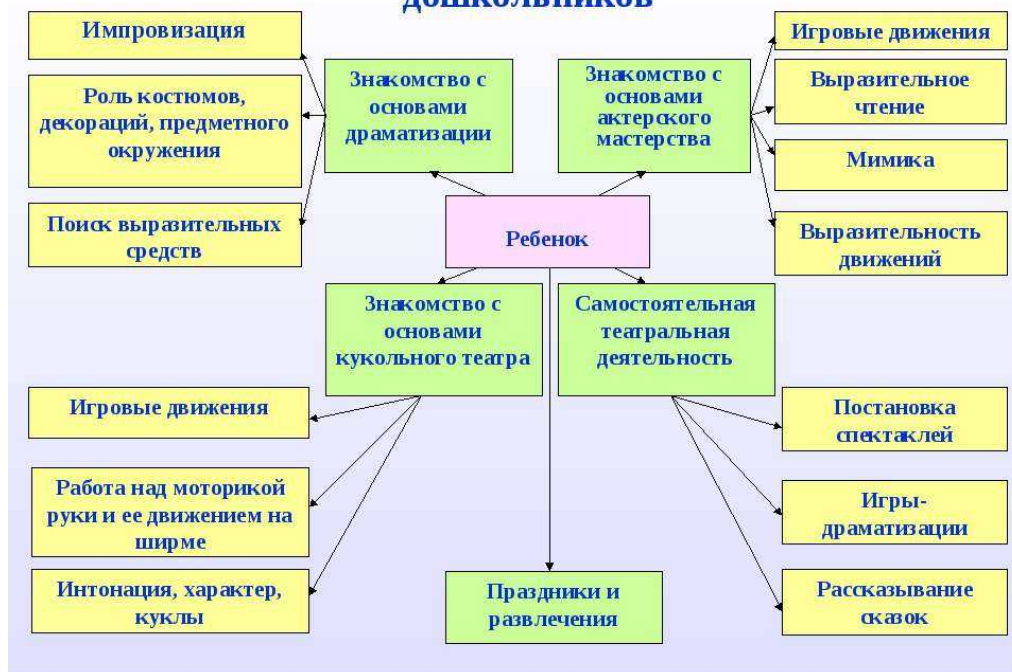 дошкольников
Импровизация
Роль костюмов,
декораций, предметного
окружения
Поиск выразительных
средств
Знакомство с
основами
драматизации
Знакомство с
основами
актерского
мастерства
Игровые движения
Выразительное
чтение
Мимика
Выразительность
движений
Ребенок
Знакомство с
основами
кукольного театра
Самостоятельная
театральная
деятельность
Игровые движения
Работа над моторикой
руки и ее движением на
ширме
Интонация, характер,
куклы
Праздники и
развлечения
Постановка
спектаклей
Игры-
драматизации
Рассказывание
сказок